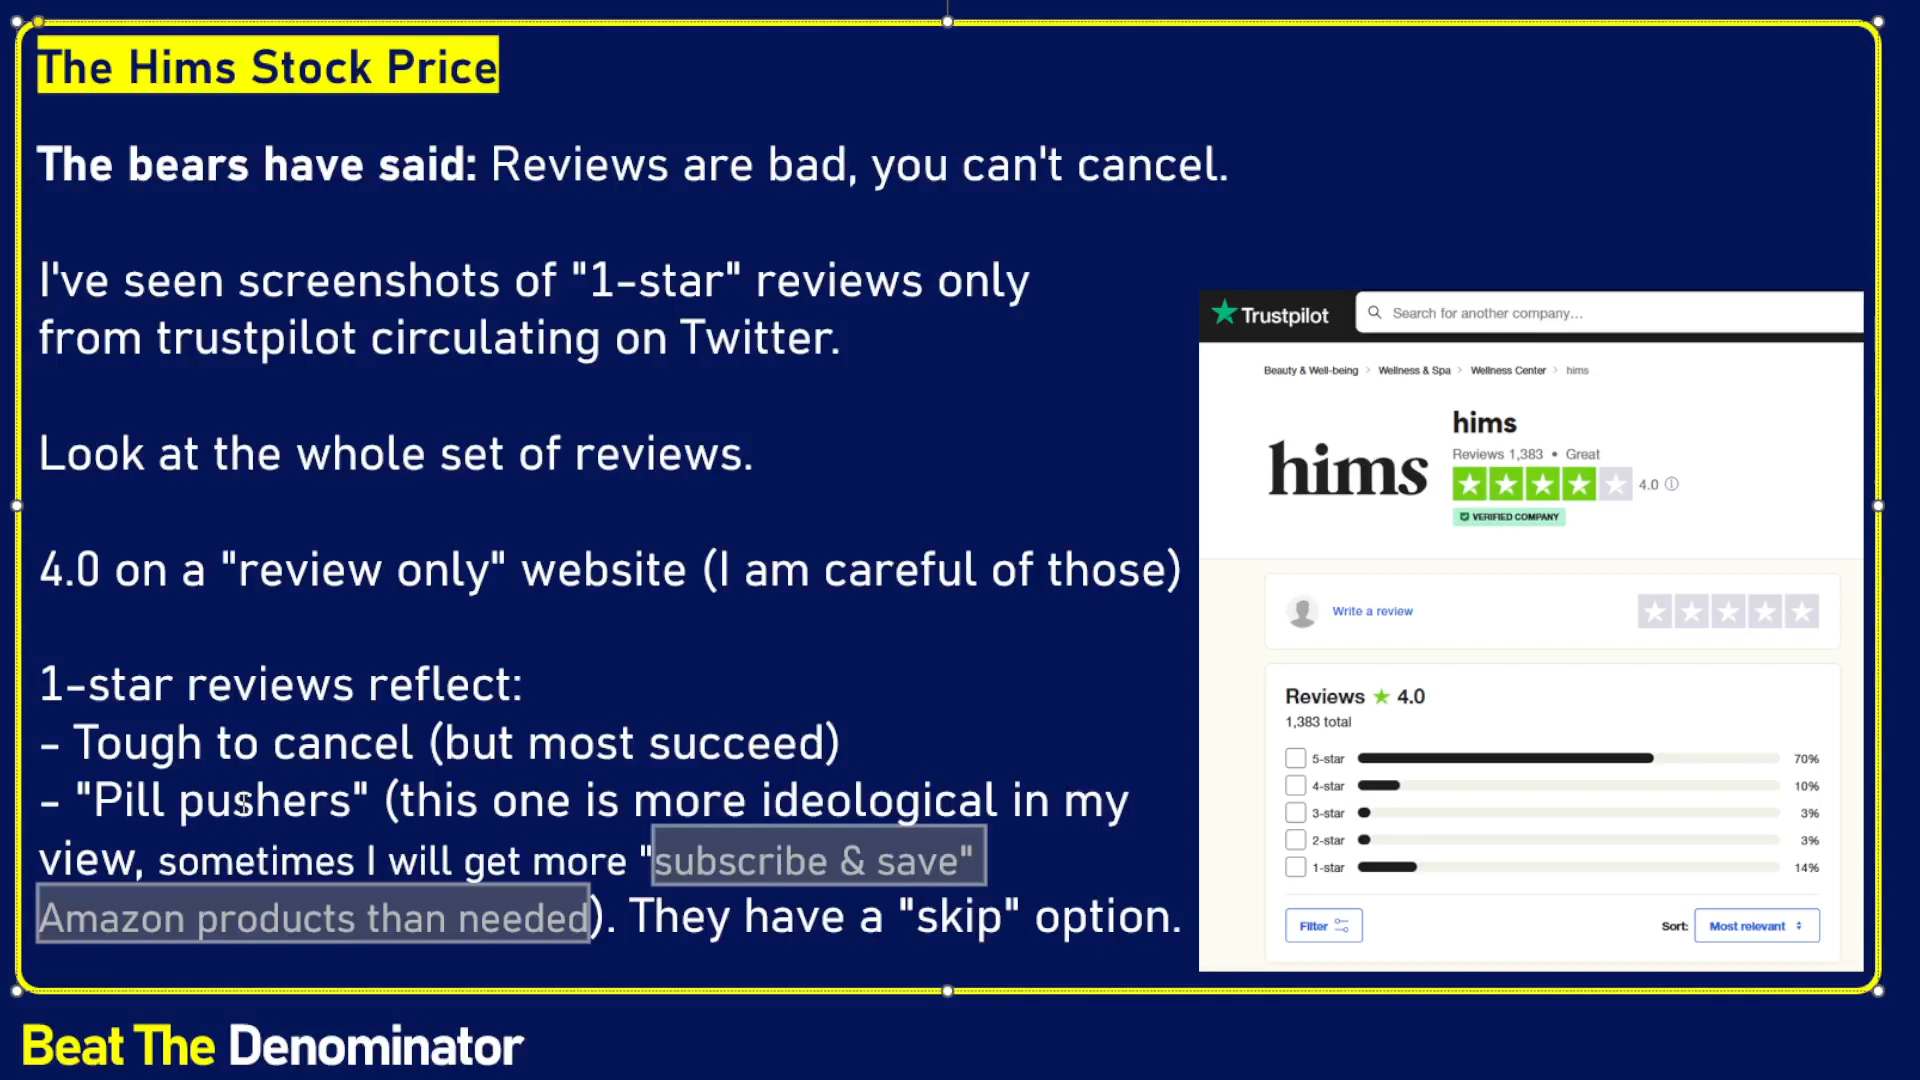 The Hims Stock Price
The bears have said: Reviews are bad, you can't cancel.
I've seen screenshots of "1-star" reviews only
from trustpilot circulating on Twitter.
Look at the whole set of reviews.
4.0 on a "review only" website (I am careful of those)
1-star reviews reflect:
- Tough to cancel (but most succeed)
- "Pill pushers" (this one is more ideological in my
view, sometimes I will get more "subscribe & save"
Amazon products than needed). They have a "skip" option.
Trustpilot
Search for another company...
Beauty & Well-being > Wellness & Spa > Wellness Center > hims
hims
hims
Reviews 1,383 • Great
4.0
VERIFIED COMPANY
Write a review
Reviews ★ 4.0
1,383 total
5-star 70%
4-star 10%
3-star 3%
2-star 3%
1-star 14%
Filter
Sort: Most relevant
Beat The Denominator